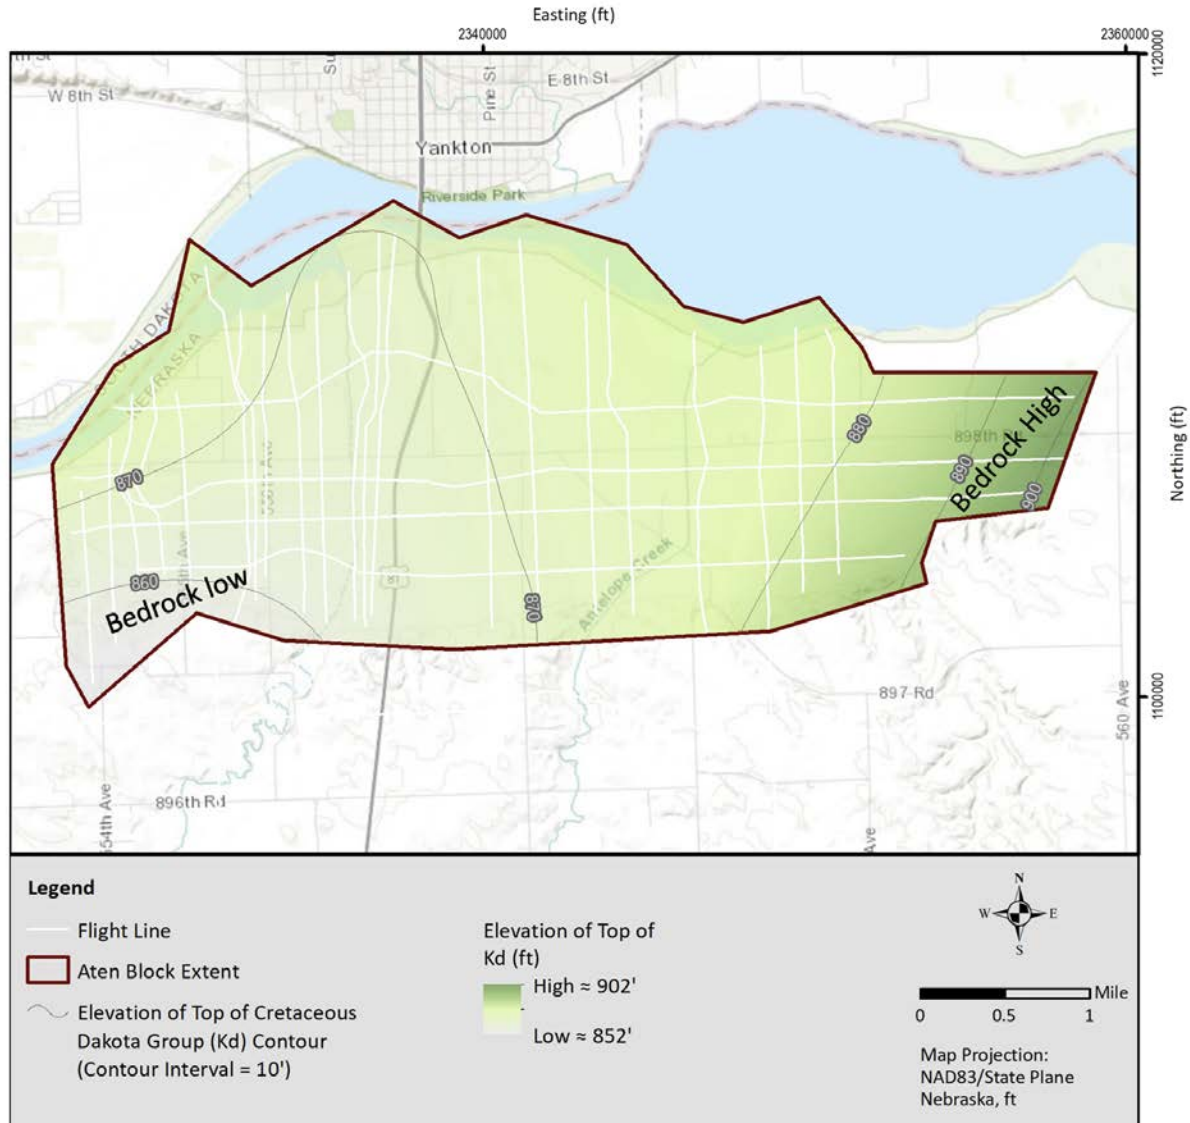 Easting (ft)
2340000
2360000
1120000
W 8th St
Pine St
E 8th St
Yankton
Riverside Park
SOUTH DAKOTA
NEBRASKA
Northing (ft)
880
898th Rd
890
Bedrock High
900
870
860
Bedrock low
870
Antelope Creek
1100000
897 Rd
560 Ave
896th Rd
554th Ave
Ave
Legend
Flight Line
Aten Block Extent
Elevation of Top of Cretaceous
Dakota Group (Kd) Contour
(Contour Interval = 10')
Elevation of Top of
Kd (ft)
High ≈ 902'
Low ≈ 852'
N
W E
S
Mile
0 0.5 1
Map Projection:
NAD83/State Plane
Nebraska, ft